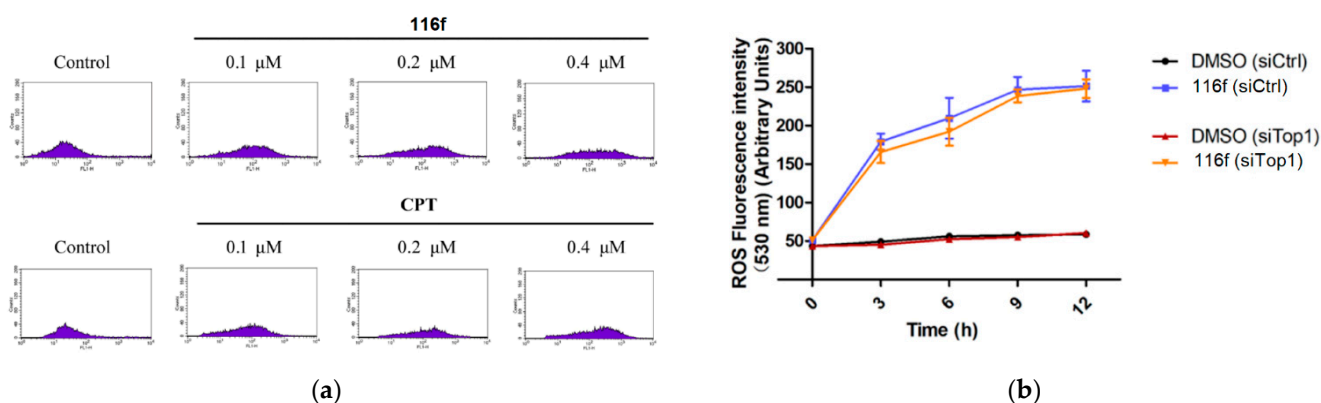 116f
Control 0.1 μM 0.2 μM 0.4 μM
CPT
Control 0.1 μM 0.2 μM 0.4 μM
(a)
ROS Fluorescence intensity
(530 nm) (Arbitrary Units)
300
250
200
150
100
50
0 3 6 9 12
Time (h)
DMSO (siCtrl)
116f (siCtrl)
DMSO (siTop1)
116f (siTop1)
(b)